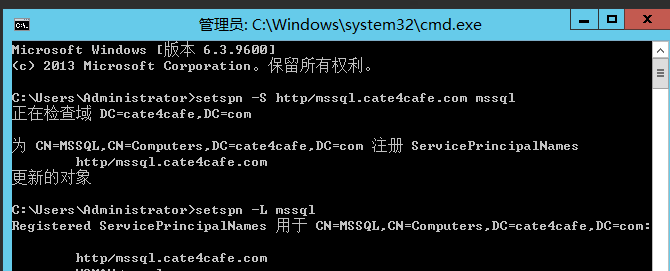 管理员: C:\Windows\system32\cmd.exe
Microsoft Windows [版本 6.3.9600]
(c) 2013 Microsoft Corporation。保留所有权利。
C:\Users\Administrator>setspn -S http/mssql.cate4cafe.com mssql
正在检查域 DC=cate4cafe,DC=com
为 CN=MSSQL,CN=Computers,DC=cate4cafe,DC=com 注册 ServicePrincipalNames
http/mssql.cate4cafe.com
更新的对象
C:\Users\Administrator>setspn -L mssql
Registered ServicePrincipalNames 用于 CN=MSSQL,CN=Computers,DC=cate4cafe,DC=com:
http/mssql.cate4cafe.com